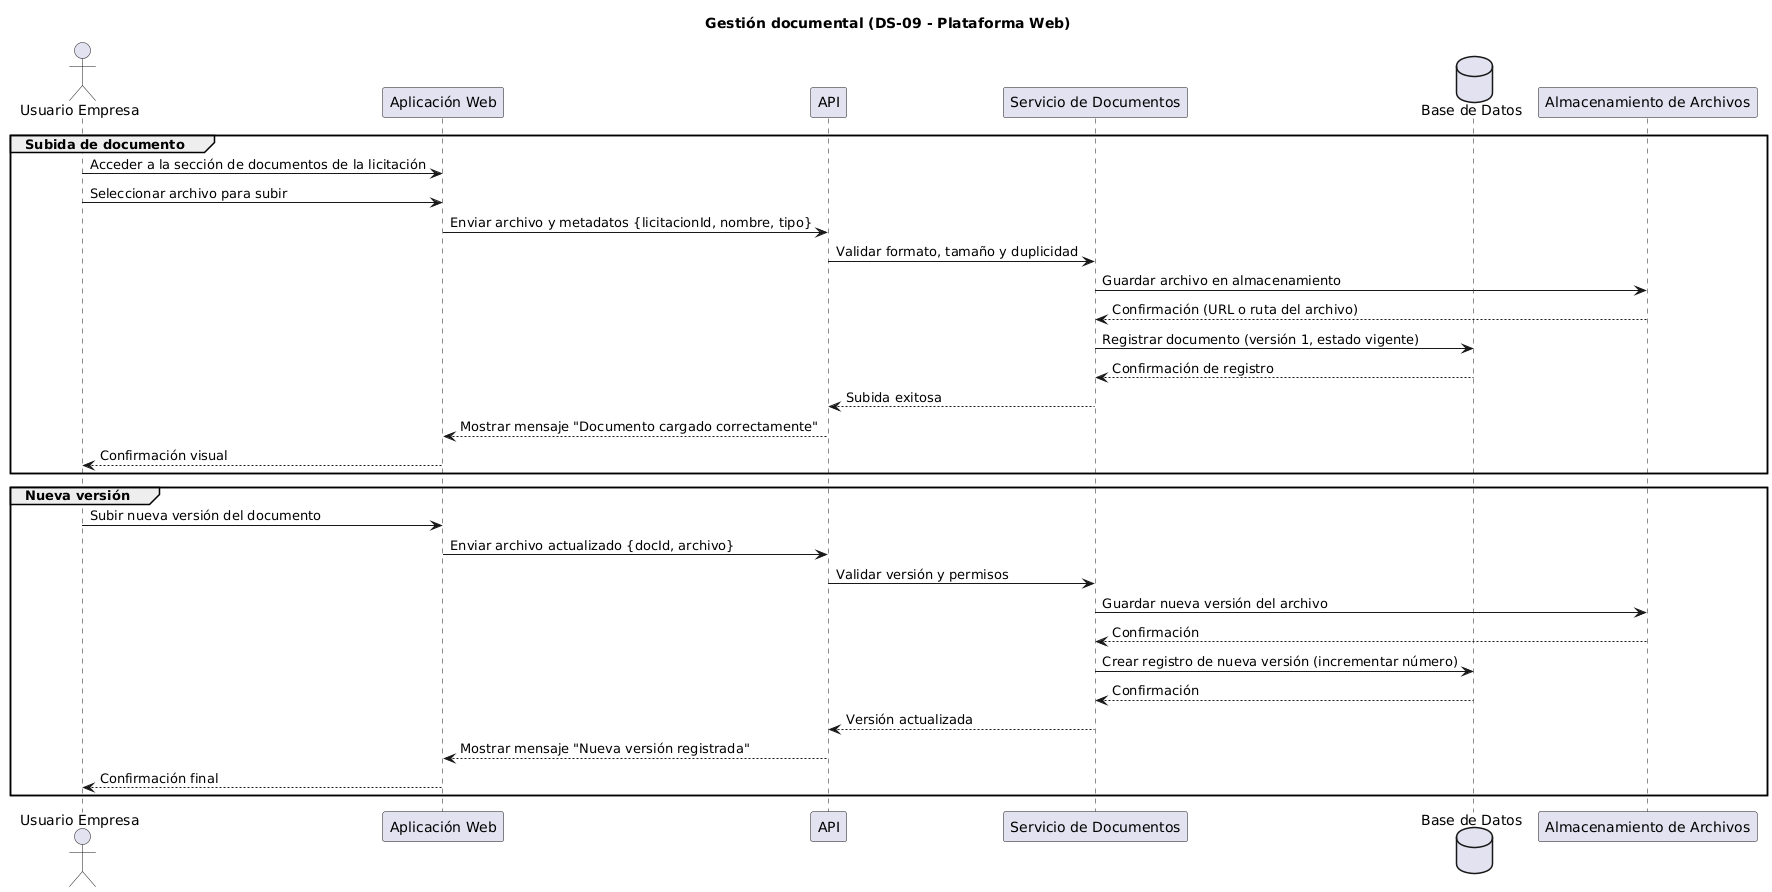 Gestión documental (DS-09 - Plataforma Web)
Usuario Empresa
Aplicación Web
API
Servicio de Documentos
Base de Datos
Almacenamiento de Archivos
Subida de documento
Acceder a la sección de documentos de la licitación
Seleccionar archivo para subir
Enviar archivo y metadatos {licitacionId, nombre, tipo}
Validar formato, tamaño y duplicidad
Guardar archivo en almacenamiento
Confirmación (URL o ruta del archivo)
Registrar documento (versión 1, estado vigente)
Confirmación de registro
Subida exitosa
Mostrar mensaje "Documento cargado correctamente"
Confirmación visual
Nueva versión
Subir nueva versión del documento
Enviar archivo actualizado {docId, archivo}
Validar versión y permisos
Guardar nueva versión del archivo
Confirmación
Crear registro de nueva versión (incrementar número)
Confirmación
Versión actualizada
Mostrar mensaje "Nueva versión registrada"
Confirmación final
Usuario Empresa
Aplicación Web
API
Servicio de Documentos
Base de Datos
Almacenamiento de Archivos